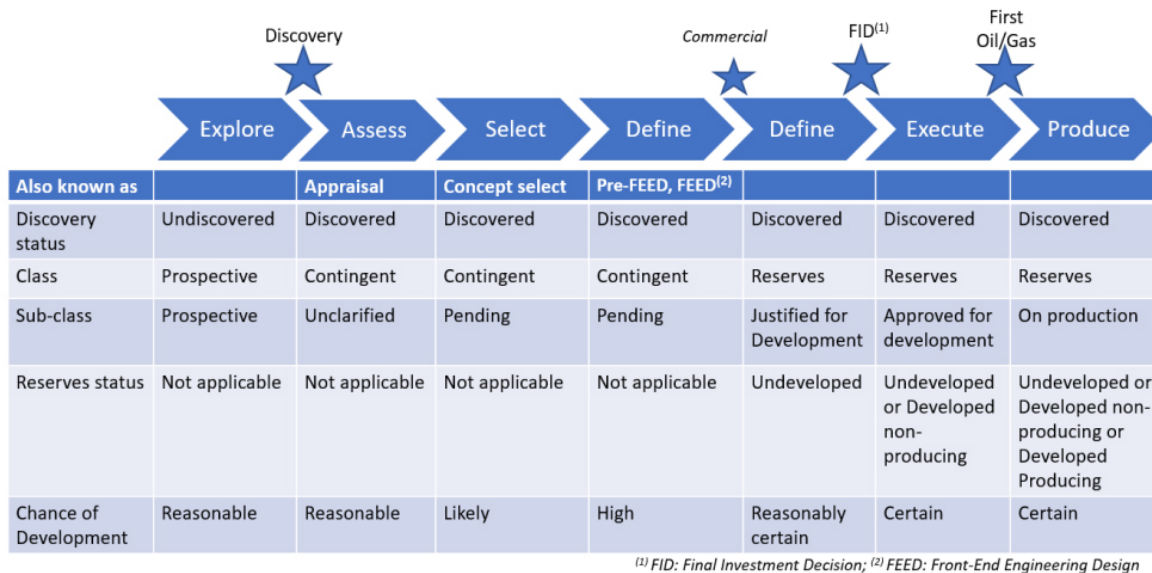 Discovery
Commercial
FID(1)
First
Oil/Gas
Explore
Assess
Select
Define
Define
Execute
Produce
Also known as
Appraisal
Concept select
Pre-FEED, FEED(2)
Discovery
status
Undiscovered
Discovered
Discovered
Discovered
Discovered
Discovered
Discovered
Class
Prospective
Contingent
Contingent
Contingent
Reserves
Reserves
Reserves
Sub-class
Prospective
Unclarified
Pending
Pending
Justified for
Development
Approved for
development
On production
Reserves status
Not applicable
Not applicable
Not applicable
Not applicable
Undeveloped
Undeveloped
or Developed
non-
producing
Undeveloped or
Developed non-
producing or
Developed
Producing
Chance of
Development
Reasonable
Reasonable
Likely
High
Reasonably
certain
Certain
Certain
(1) FID: Final Investment Decision; (2) FEED: Front-End Engineering Design